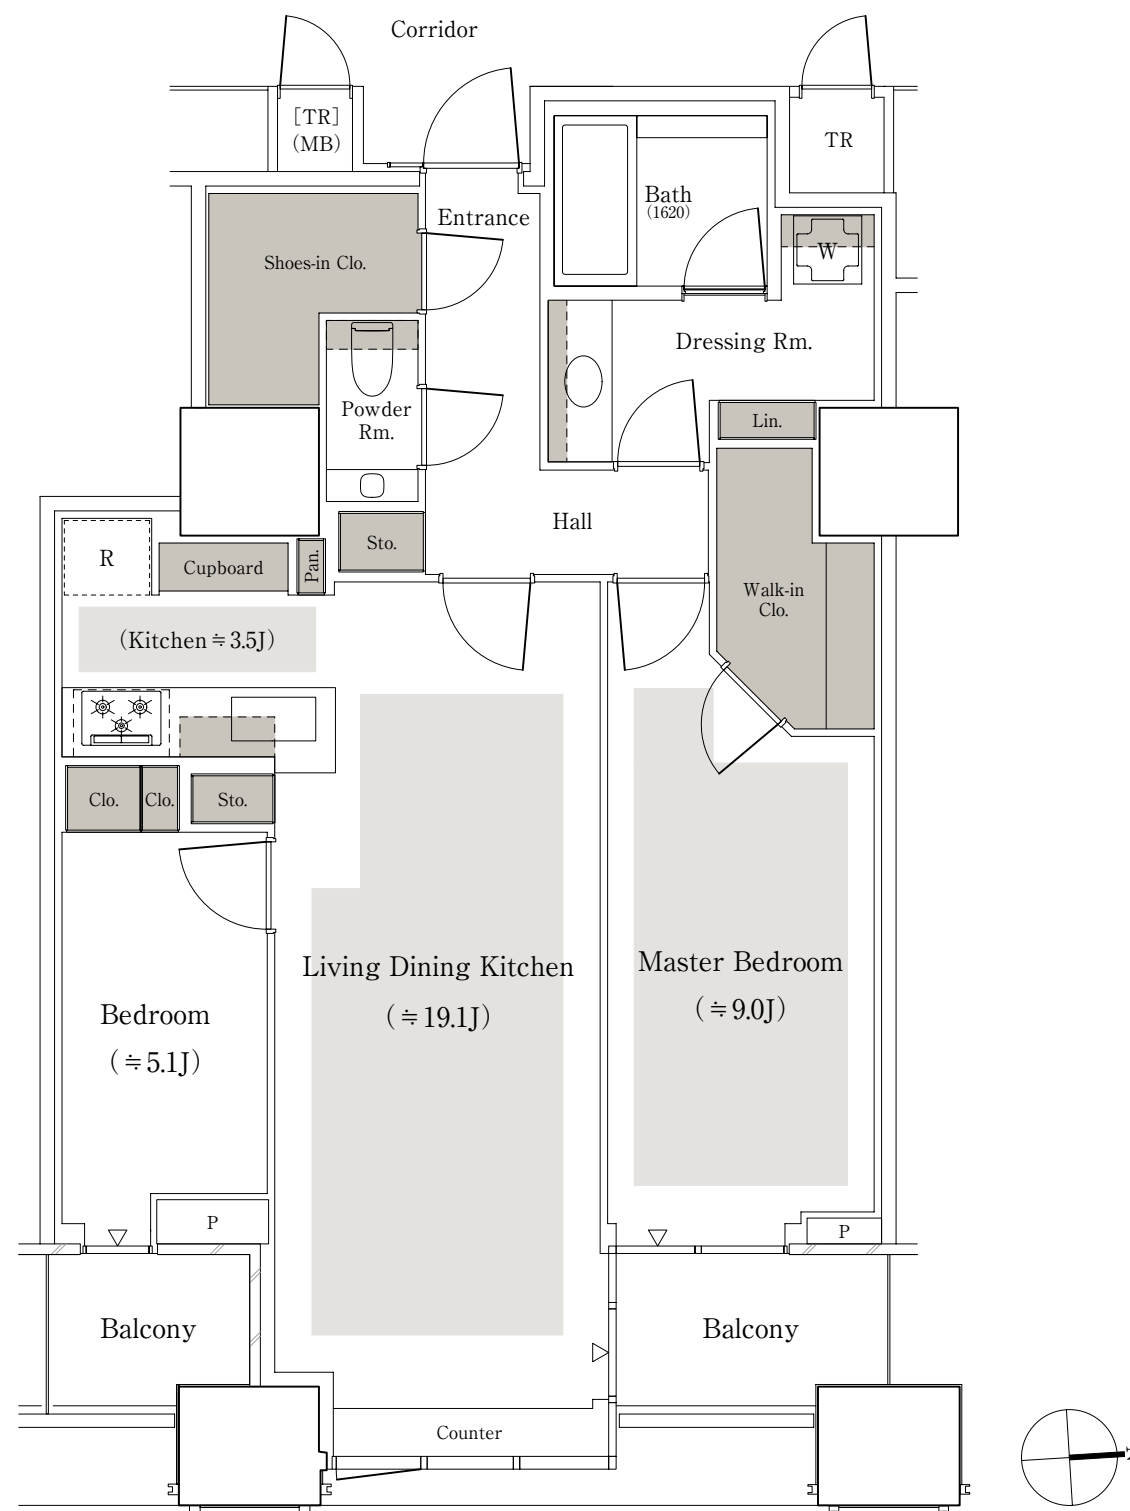 Corridor
［TR］
(MB)
TR
Bath
(1620)
Entrance
W
Shoes-in Clo.
Dressing Rm.
Powder
Rm.
Lin.
Hall
Sto.
R
Cupboard
Pan.
Walk-in
Clo.
(Kitchen≒3.5J)
Clo.
Clo.
Sto.
Living Dining Kitchen
(≒19.1J)
Master Bedroom
(≒9.0J)
Bedroom
(≒5.1J)
P
P
Balcony
Balcony
Counter